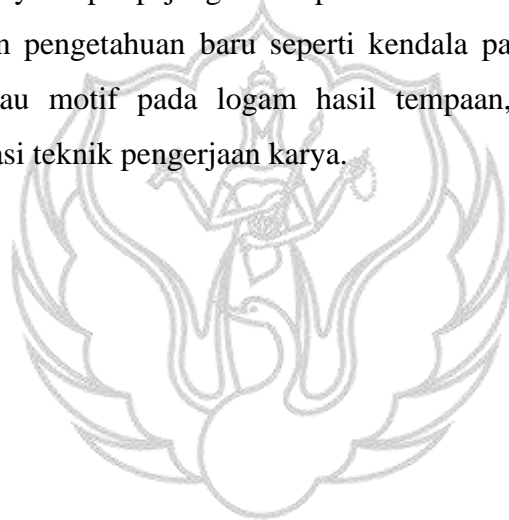 n pengetahuan baru seperti kendala pa
au motif pada logam hasil tempaan,
asi teknik pengerjaan karya.